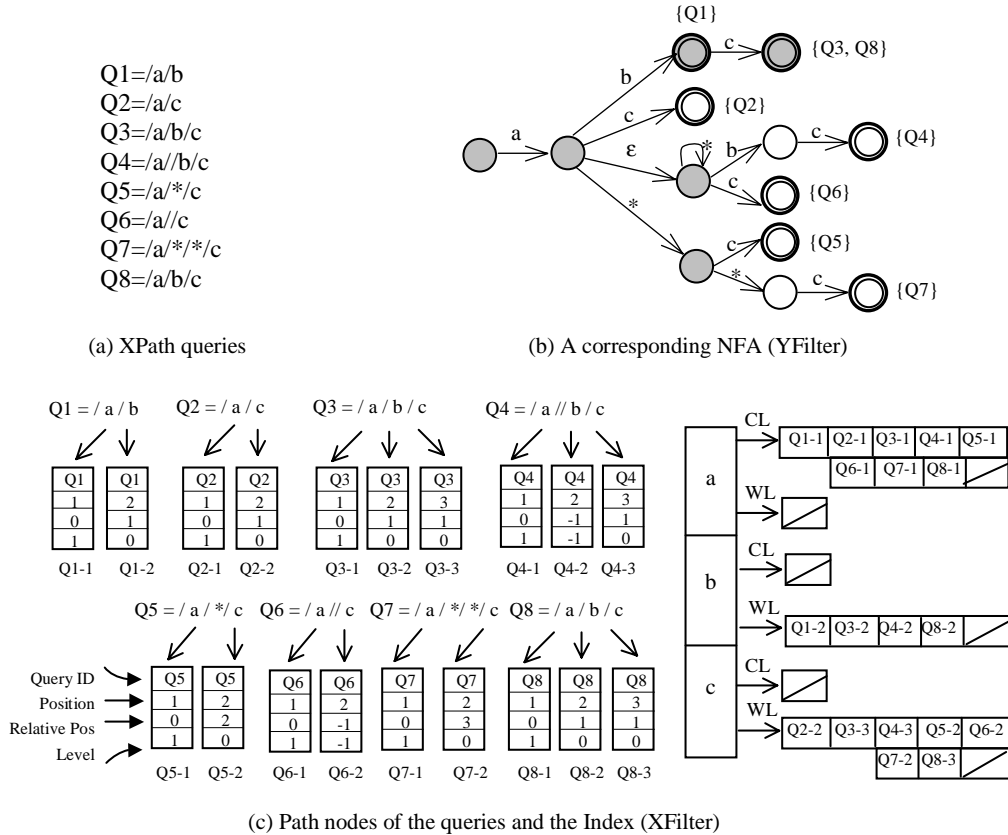 Q1=/a/b
Q2=/a/c
Q3=/a/b/c
Q4=/a//b/c
Q5=/a/*/c
Q6=/a//c
Q7=/a/*/*/c
Q8=/a/b/c
(a) XPath queries
{Q1}
c
{Q3, Q8}
b
c
{Q2}
a
ε
*
b
c
{Q4}
c
{Q6}
*
c
{Q5}
*
c
{Q7}
(b) A corresponding NFA (YFilter)
Q1 = / a / b
Q2 = / a / c
Q3 = / a / b / c
Q4 = / a // b / c
Q1 Q1 Q2 Q2 Q3 Q3 Q3 Q4 Q4 Q4
1 2 1 2 1 2 3 1 2 3
0 1 0 1 0 1 1 0 -1 1
1 0 1 0 1 0 0 1 -1 0
Q1-1 Q1-2 Q2-1 Q2-2 Q3-1 Q3-2 Q3-3 Q4-1 Q4-2 Q4-3
Q5 = / a / */ c
Q6 = / a // c
Q7 = / a / */ */ c
Q8 = / a / b / c
Query ID Q5 Q5 Q6 Q6 Q7 Q7 Q8 Q8 Q8
Position 1 2 1 2 1 2 1 2 3
Relative Pos 0 2 0 -1 0 3 0 1 1
Level 1 0 1 -1 1 0 1 0 0
Q5-1 Q5-2 Q6-1 Q6-2 Q7-1 Q7-2 Q8-1 Q8-2 Q8-3
a
CL
Q1-1 Q2-1 Q3-1 Q4-1 Q5-1
Q6-1 Q7-1 Q8-1
WL
b
CL
WL
Q1-2 Q3-2 Q4-2 Q8-2
c
CL
WL
Q2-2 Q3-3 Q4-3 Q5-2 Q6-2
Q7-2 Q8-3
(c) Path nodes of the queries and the Index (XFilter)